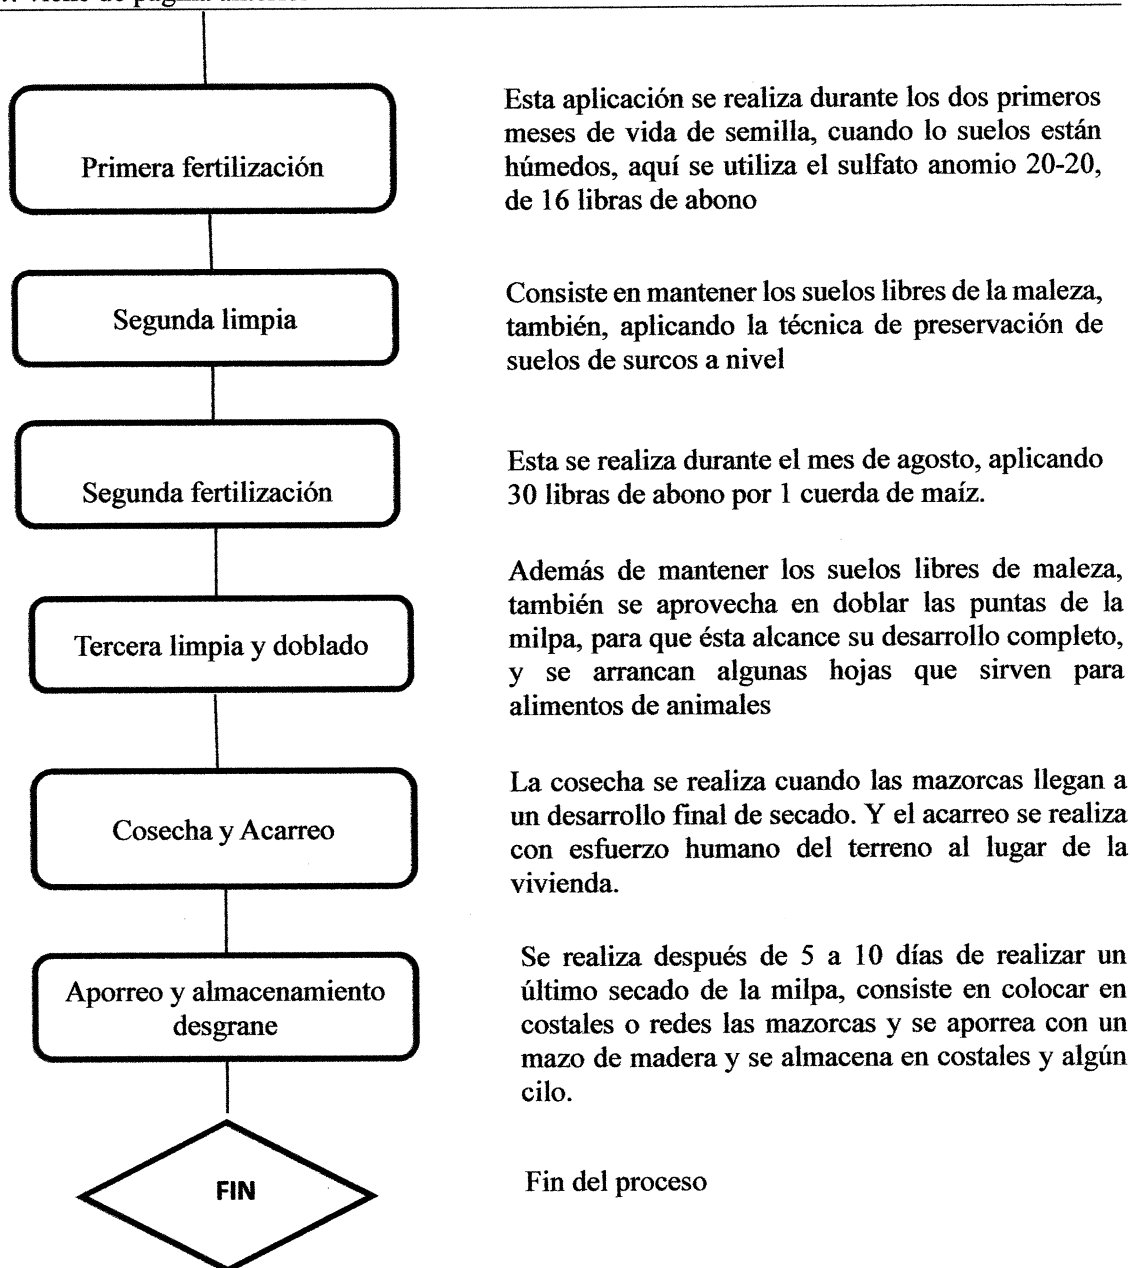 Primera fertilización
Esta aplicación se realiza durante los dos primeros
meses de vida de semilla, cuando lo suelos están
húmedos, aquí se utiliza el sulfato anomio 20-20,
de 16 libras de abono
Segunda limpia
Consiste en mantener los suelos libres de la maleza,
también, aplicando la técnica de preservación de
suelos de surcos a nivel
Segunda fertilización
Esta se realiza durante el mes de agosto, aplicando
30 libras de abono por 1 cuerda de maíz.
Tercera limpia y doblado
Además de mantener los suelos libres de maleza,
también se aprovecha en doblar las puntas de la
milpa, para que ésta alcance su desarrollo completo,
y se arrancan algunas hojas que sirven para
alimentos de animales
Cosecha y Acarreo
La cosecha se realiza cuando las mazorcas llegan a
un desarrollo final de secado. Y el acarreo se realiza
con esfuerzo humano del terreno al lugar de la
vivienda.
Aporreo y almacenamiento
desgrane
Se realiza después de 5 a 10 días de realizar un
último secado de la milpa, consiste en colocar en
costales o redes las mazorcas y se aporrea con un
mazo de madera y se almacena en costales y algún
cilo.
FIN
Fin del proceso